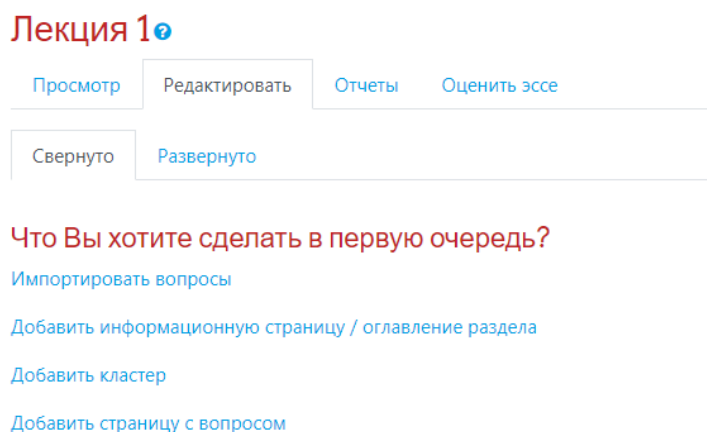 Лекция 1?
Просмотр Редактировать Отчеты Оценить эссе
Свернуто Развернуто
Что Вы хотите сделать в первую очередь?
Импортировать вопросы
Добавить информационную страницу / оглавление раздела
Добавить кластер
Добавить страницу с вопросом